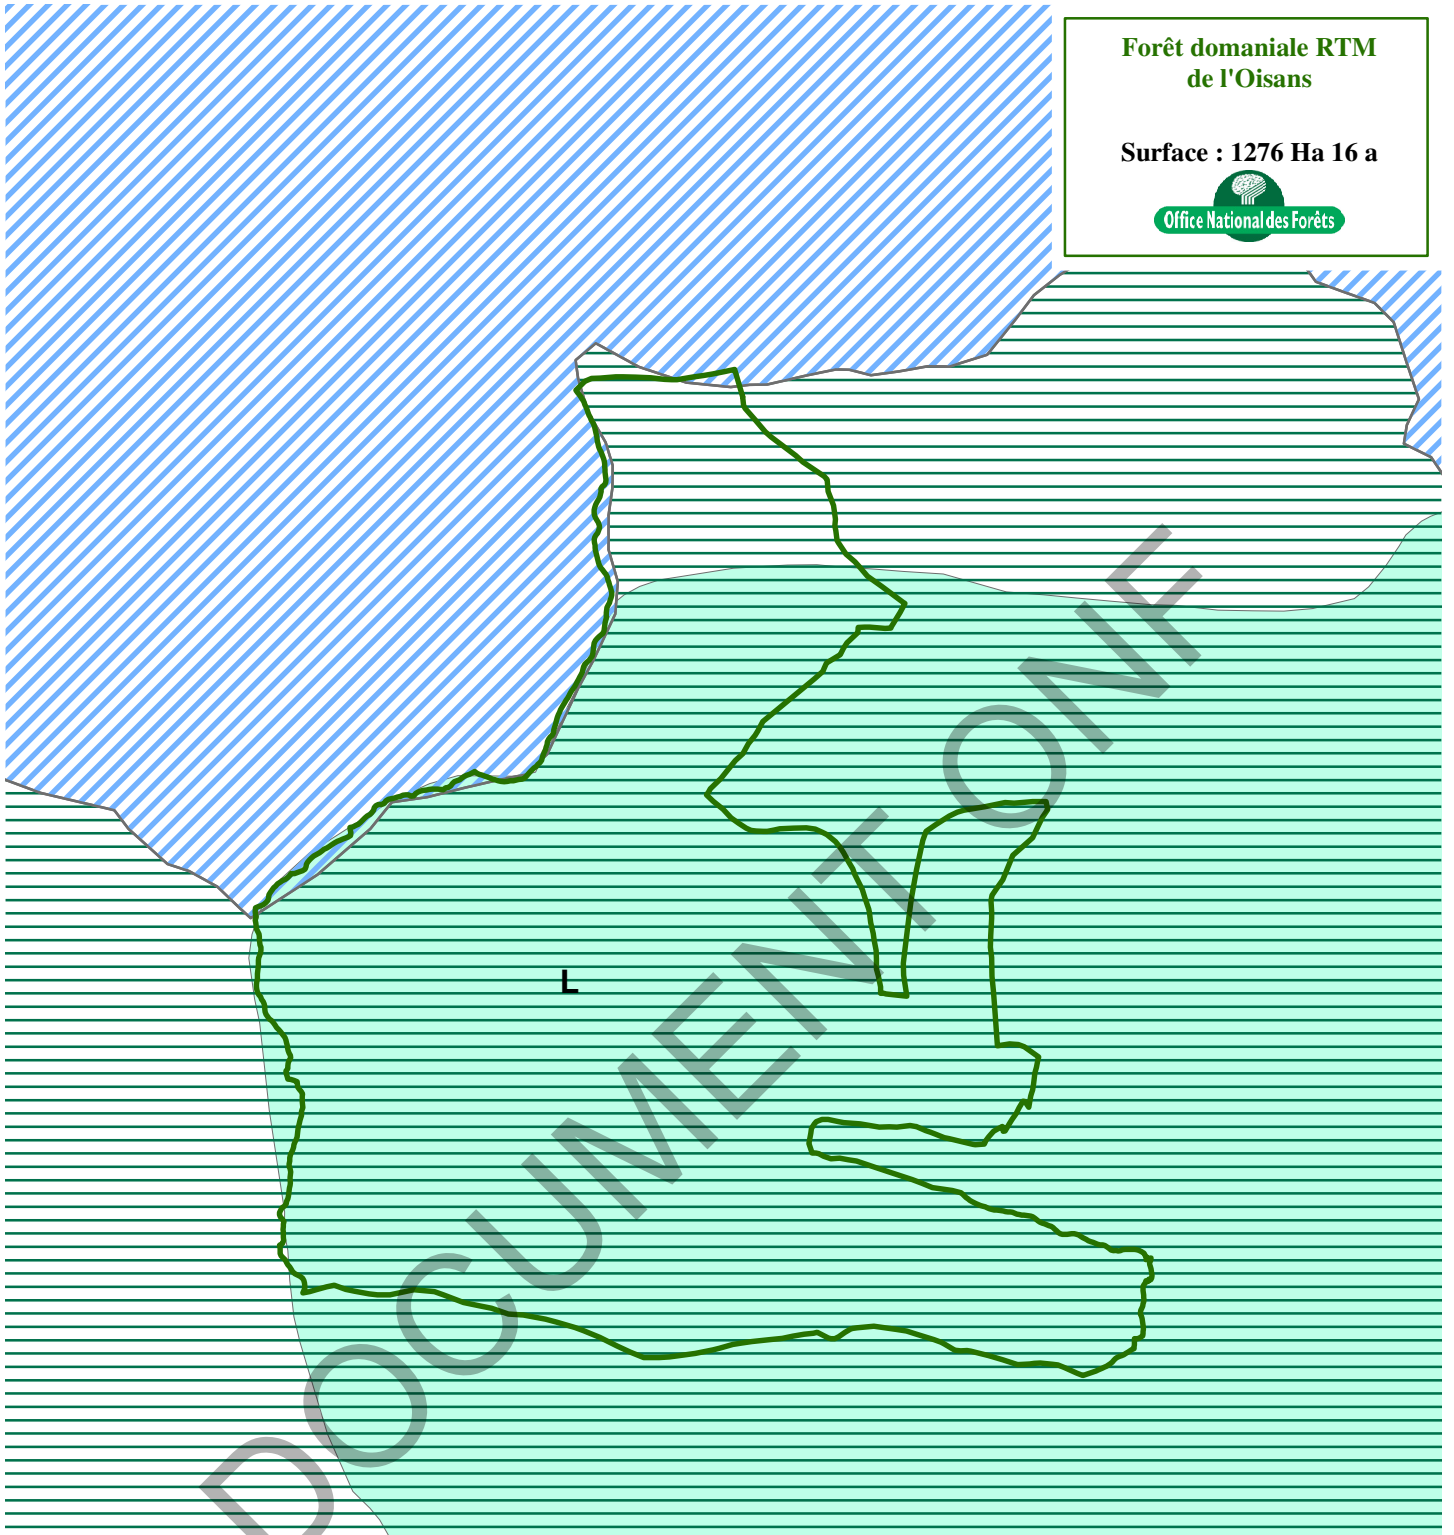 Forêt domaniale RTM
de l'Oisans
Surface : 1276 Ha 16 a
Office National des Forêts
L
DOCUMENT ONF